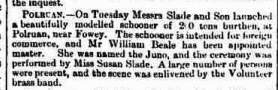 the inquest.
POLRUAN.—On Tuesday Messrs Slade and Son launched
a beautifully modelled schooner of 2 0 tons burthen, at
Polruan, near Fowey. The schooner is intended for foreign
commerce, and Mr William Beale has been appointed
master. She was named the Juno, and the ceremony was
performed by Miss Susan Slade. A large number of persons
were present, and the scene was enlivened by the Volunteer
brass band.